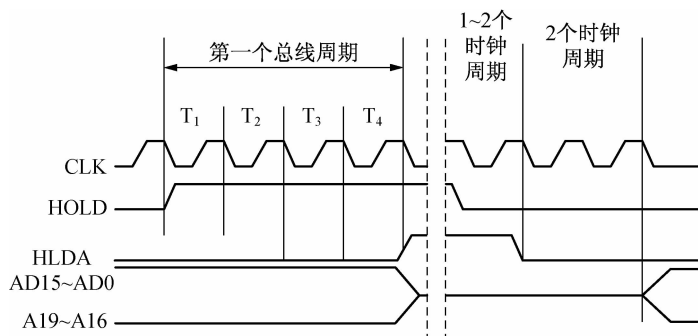 第一个总线周期
1~2个
时钟
周期
2个时钟
周期
T1
T2
T3
T4
CLK
HOLD
HLDA
AD15~AD0
A19~A16